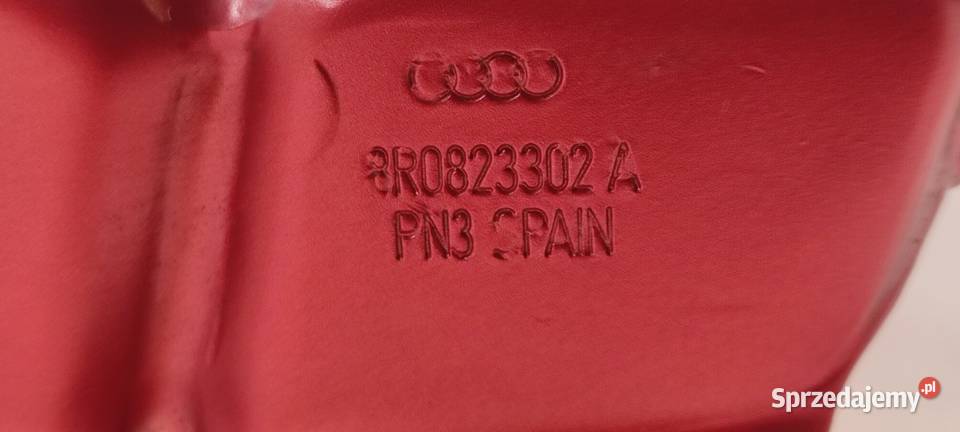 8R0823302 A
PN3 SPAIN
Sprzedajemy.pl